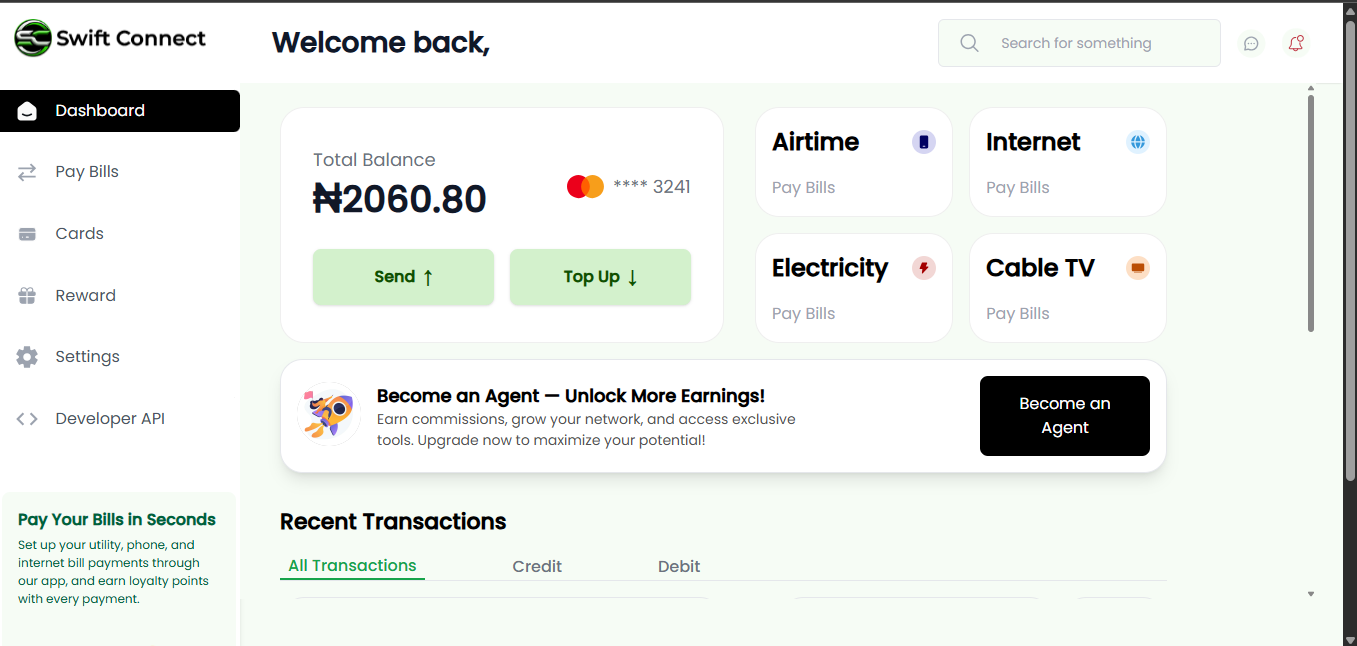 Swift Connect
Welcome back,
Search for something
Dashboard
Pay Bills
Cards
Reward
Settings
Developer API
Pay Your Bills in Seconds
Set up your utility, phone, and
internet bill payments through
our app, and earn loyalty points
with every payment.
Total Balance
₦2060.80
**** 3241
Send ↑
Top Up ↓
Airtime
Pay Bills
Internet
Pay Bills
Electricity
Pay Bills
Cable TV
Pay Bills
Become an Agent — Unlock More Earnings!
Earn commissions, grow your network, and access exclusive
tools. Upgrade now to maximize your potential!
Become an
Agent
Recent Transactions
All Transactions
Credit
Debit